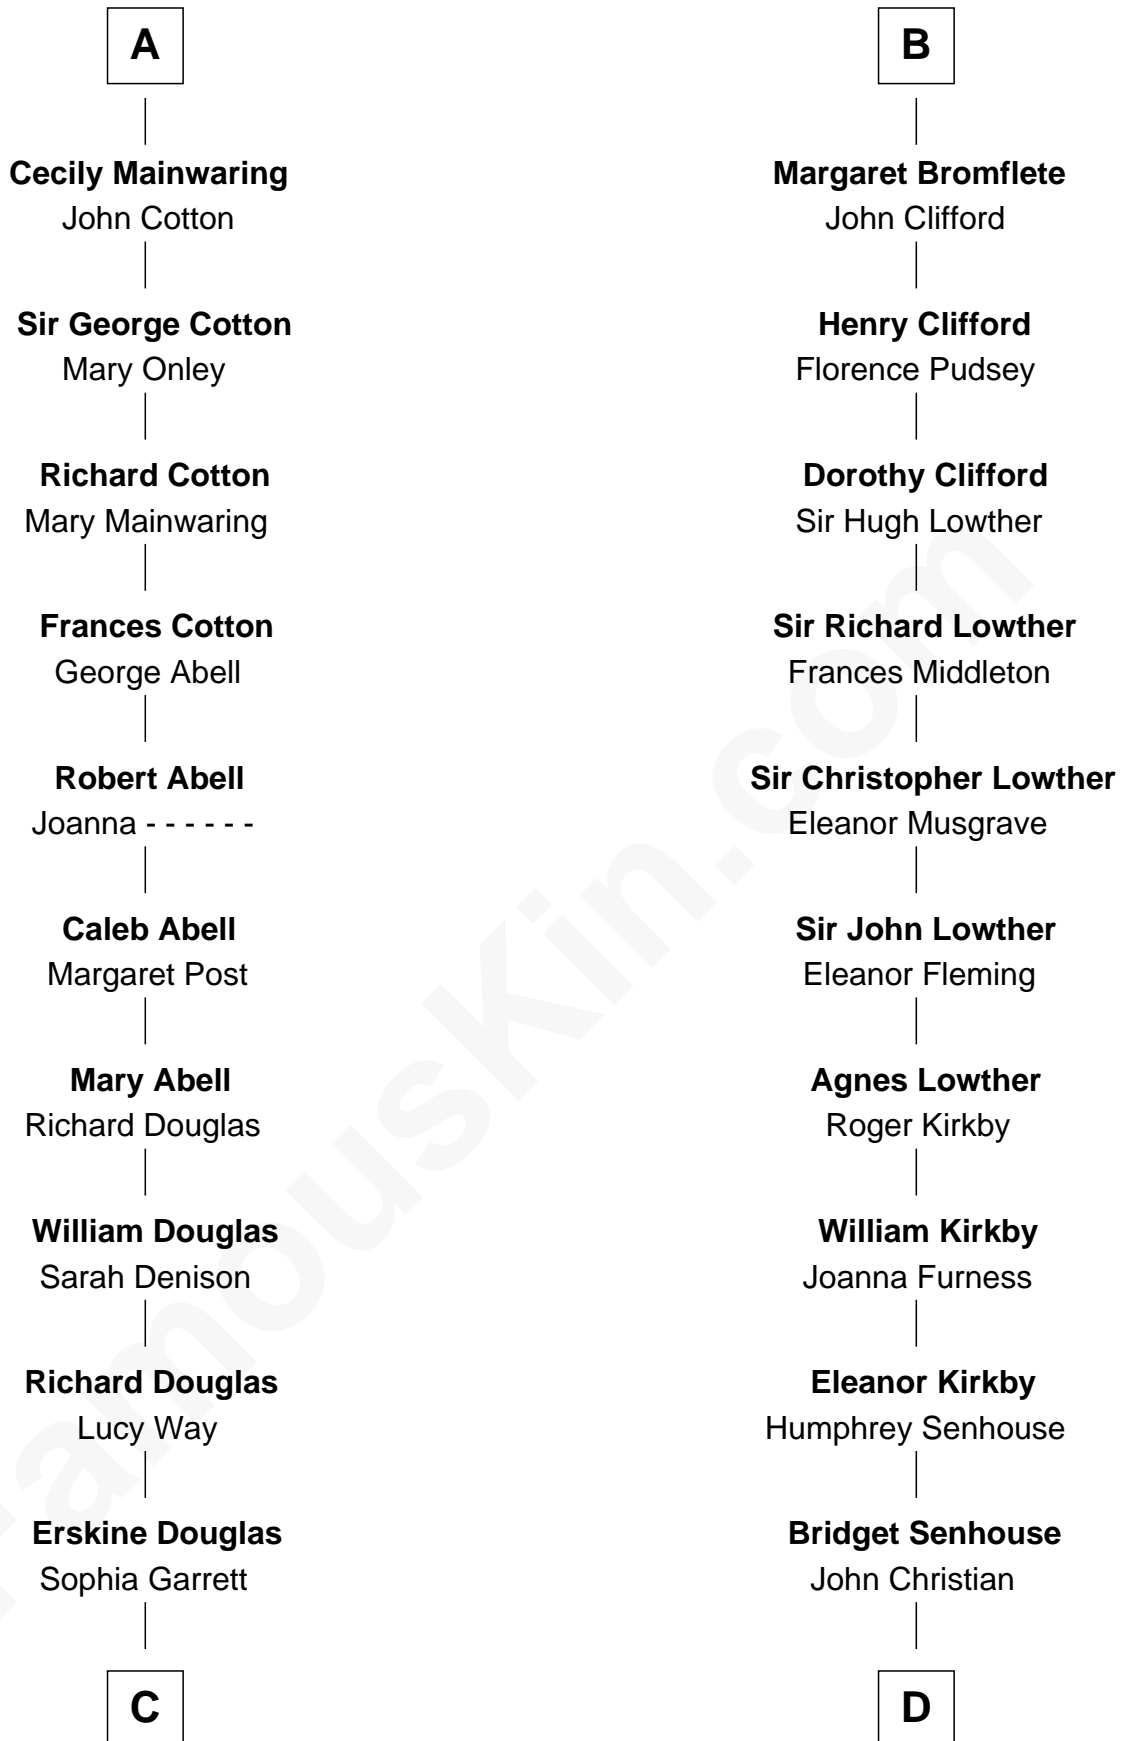 A
Cecily Mainwaring
John Cotton
Sir George Cotton
Mary Onley
Richard Cotton
Mary Mainwaring
Frances Cotton
George Abell
Robert Abell
Joanna - - - - - -
Caleb Abell
Margaret Post
Mary Abell
Richard Douglas
William Douglas
Sarah Denison
Richard Douglas
Lucy Way
Erskine Douglas
Sophia Garrett
C
B
Margaret Bromflete
John Clifford
Henry Clifford
Florence Pudsey
Dorothy Clifford
Sir Hugh Lowther
Sir Richard Lowther
Frances Middleton
Sir Christopher Lowther
Eleanor Musgrave
Sir John Lowther
Eleanor Fleming
Agnes Lowther
Roger Kirkby
William Kirkby
Joanna Furness
Eleanor Kirkby
Humphrey Senhouse
Bridget Senhouse
John Christian
D
FamousKin.com